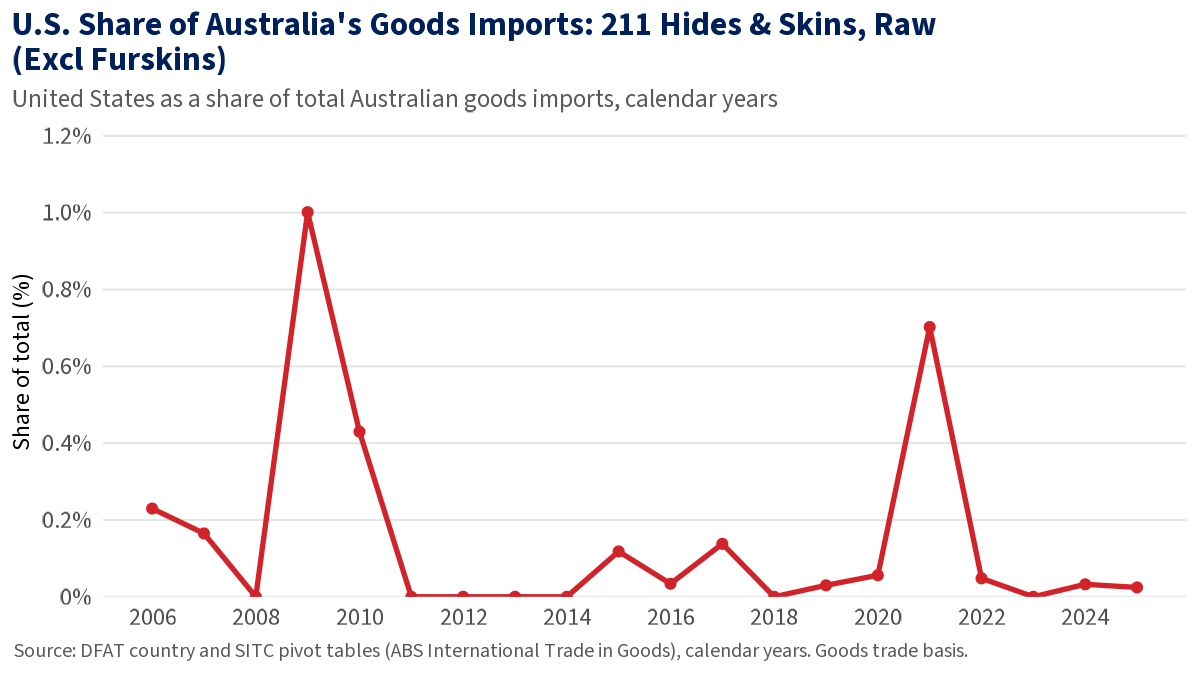 U.S. Share of Australia's Goods Imports: 211 Hides & Skins, Raw
(Excl Furskins)
United States as a share of total Australian goods imports, calendar years
1.2%
1.0%
0.8%
0.6%
0.4%
0.2%
0%
Share of total (%)
2006 2008 2010 2012 2014 2016 2018 2020 2022 2024
Source: DFAT country and SITC pivot tables (ABS International Trade in Goods), calendar years. Goods trade basis.